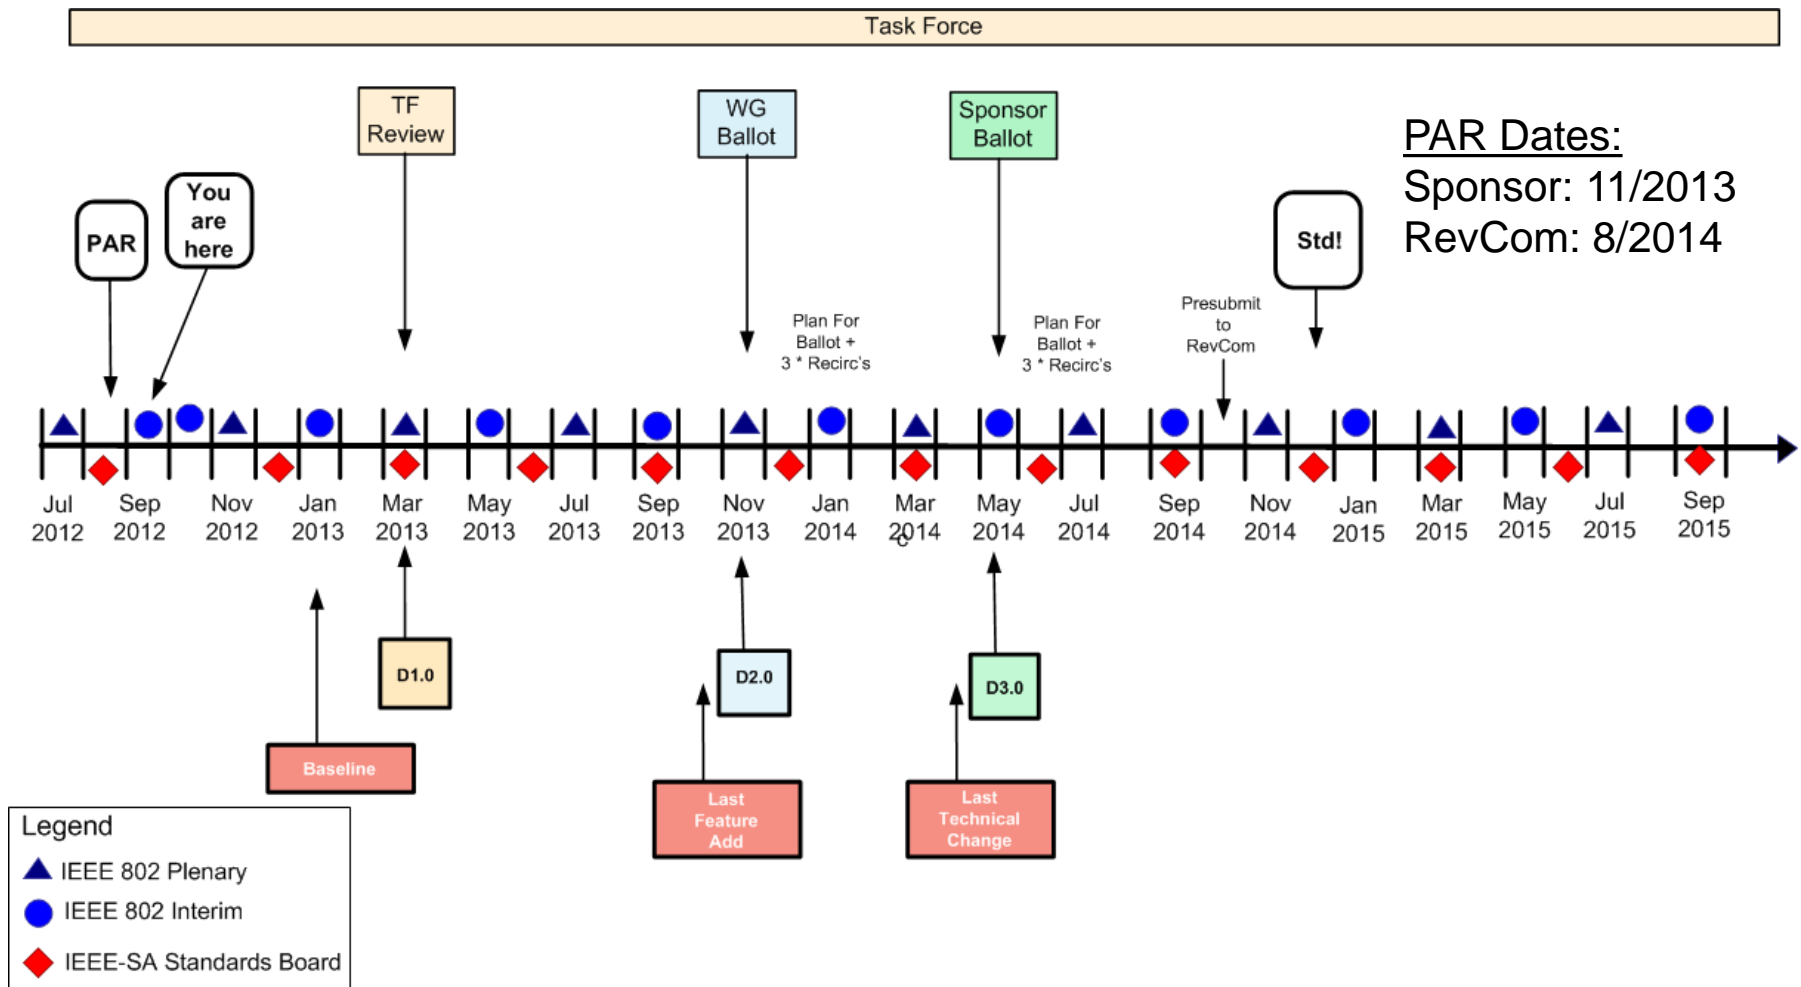 Task Force
TF
Review
WG
Ballot
Sponsor
Ballot
PAR Dates:
Sponsor: 11/2013
RevCom: 8/2014
PAR
You
are
here
Std!
Plan For
Ballot +
3 * Recirc's
Plan For
Ballot +
3 * Recirc's
Presubmit
to
RevCom
Jul
2012
Sep
2012
Nov
2012
Jan
2013
Mar
2013
May
2013
Jul
2013
Sep
2013
Nov
2013
Jan
2014
Mar
2014
c
May
2014
Jul
2014
Sep
2014
Nov
2014
Jan
2015
Mar
2015
May
2015
Jul
2015
Sep
2015
D1.0
D2.0
D3.0
Baseline
Last
Feature
Add
Last
Technical
Change
Legend
IEEE 802 Plenary
IEEE 802 Interim
IEEE-SA Standards Board